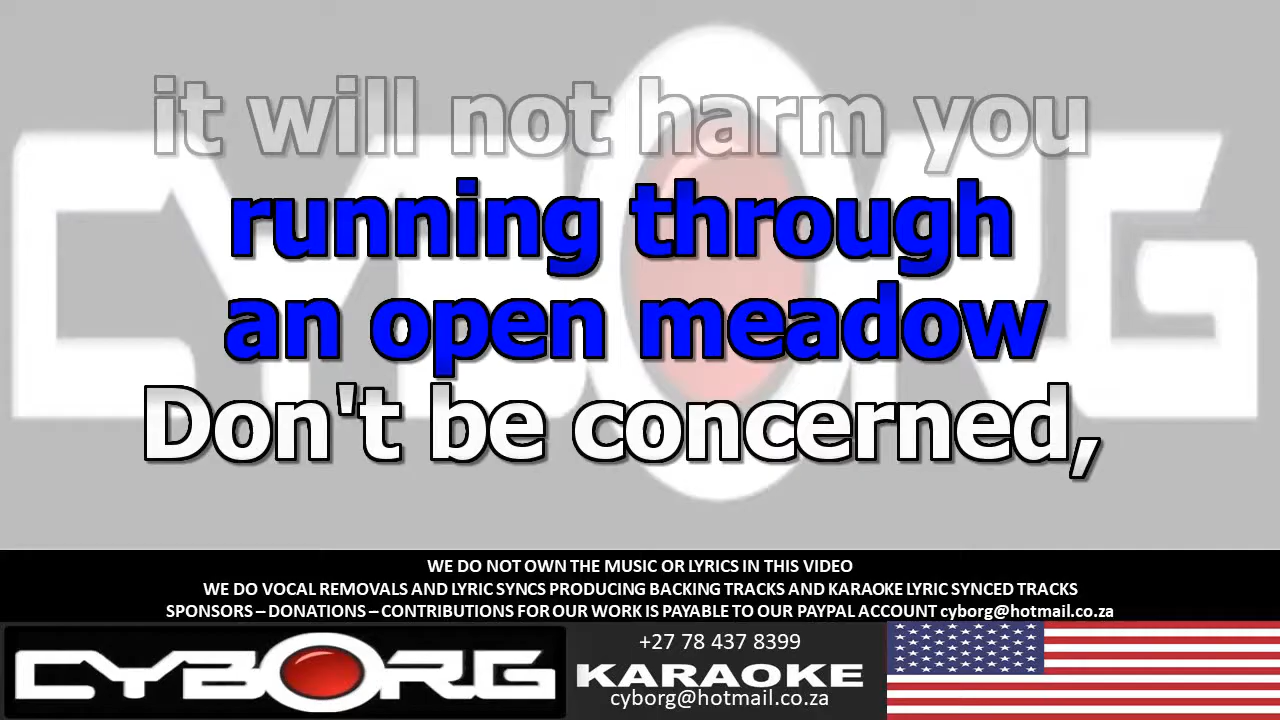 it will not harm you
running through
an open meadow
Don't be concerned,
CYBORG
WE DO NOT OWN THE MUSIC OR LYRICS IN THIS VIDEO
WE DO VOCAL REMOVALS AND LYRIC SYNCS PRODUCING BACKING TRACKS AND KARAOKE LYRIC SYNCED TRACKS
SPONSORS – DONATIONS – CONTRIBUTIONS FOR OUR WORK IS PAYABLE TO OUR PAYPAL ACCOUNT cyborg@hotmail.co.za
CYBORG
+27 78 437 8399
KARAOKE
cyborg@hotmail.co.za